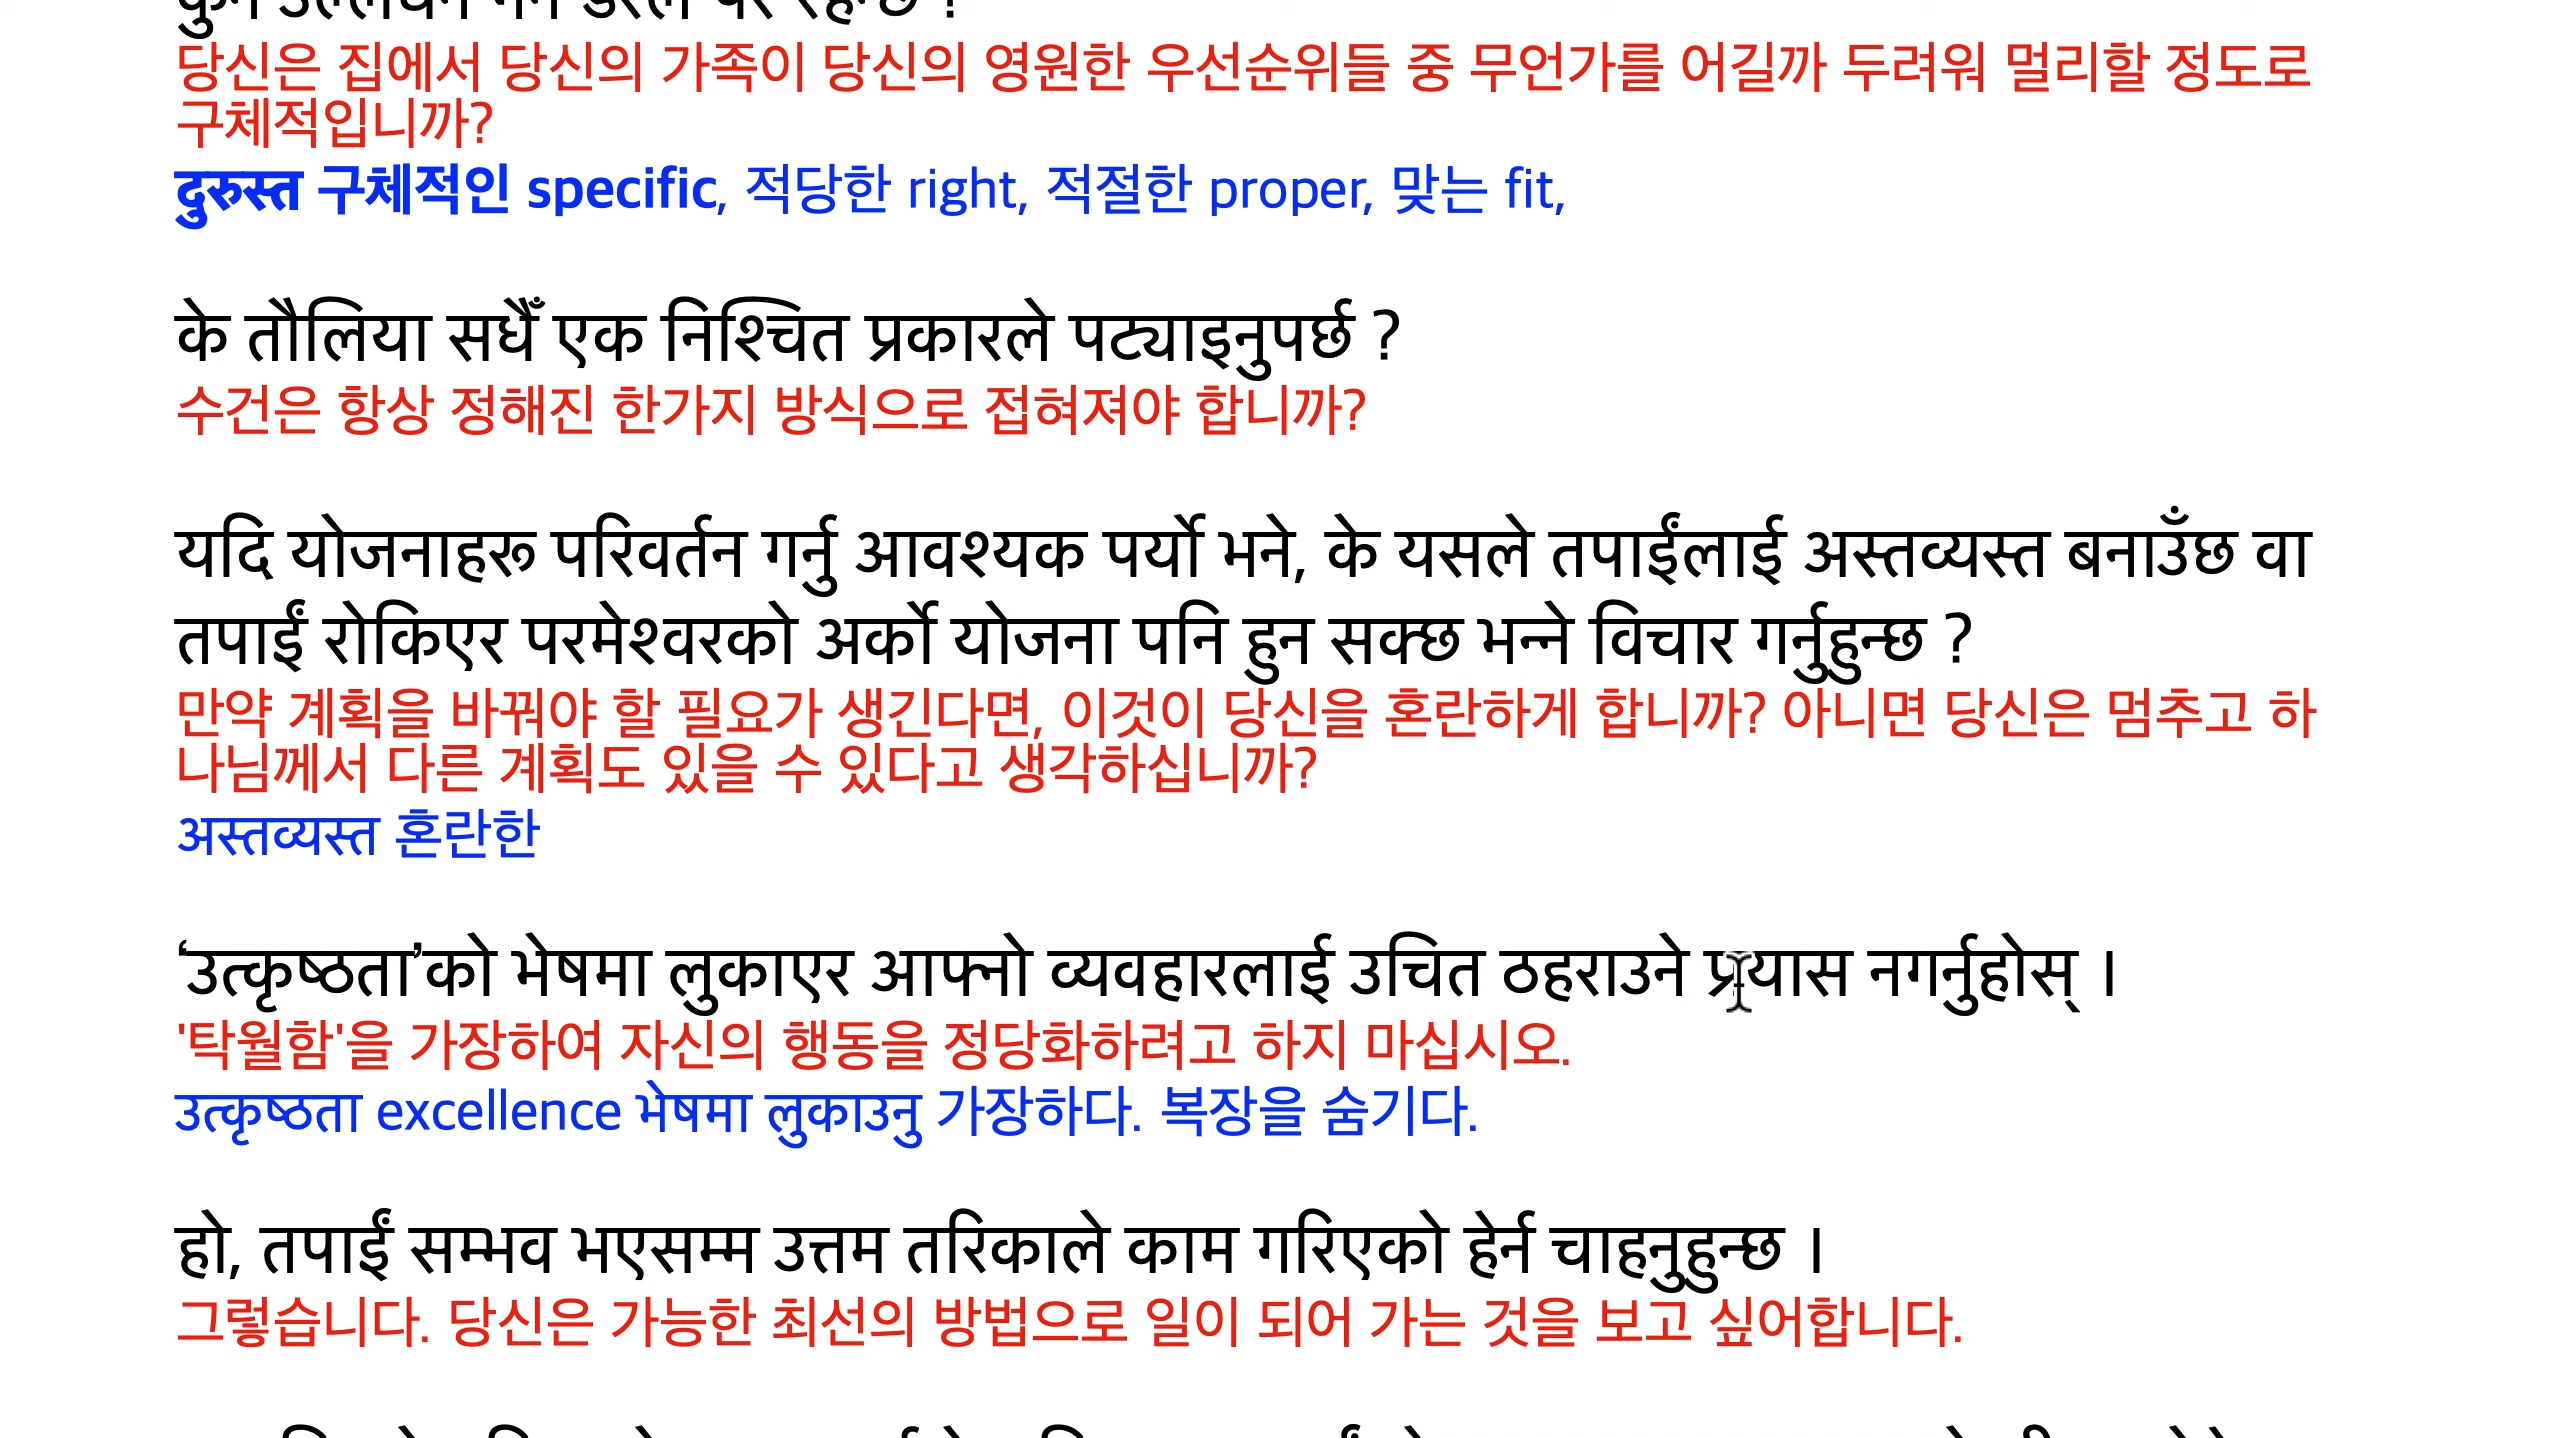 당신은 집에서 당신의 가족이 당신의 영원한 우선순위들 중 무언가를 어길까 두려워 멀리할 정도로
구체적입니까?
दुरुस्त 구체적인 specific, 적당한 right, 적절한 proper, 맞는 fit,
के तौलिया सधैँ एक निश्चित प्रकारले पट्याइनुपर्छ ?
수건은 항상 정해진 한가지 방식으로 접혀져야 합니까?
यदि योजनाहरू परिवर्तन गर्नु आवश्यक पर्यो भने, के यसले तपाईंलाई अस्तव्यस्त बनाउँछ वा
तपाईं रोकिएर परमेश्वरको अर्को योजना पनि हुन सक्छ भन्ने विचार गर्नुहुन्छ ?
만약 계획을 바꿔야 할 필요가 생긴다면, 이것이 당신을 혼란하게 합니까? 아니면 당신은 멈추고 하
나님께서 다른 계획도 있을 수 있다고 생각하십니까?
अस्तव्यस्त 혼란한
‘उत्कृष्ठता’को भेषमा लुकाएर आफ्नो व्यवहारलाई उचित ठहराउने प्रयास नगर्नुहोस् ।
'탁월함'을 가장하여 자신의 행동을 정당화하려고 하지 마십시오.
उत्कृष्ठता excellence भेषमा लुकाउनु 가장하다. 복장을 숨기다.
हो, तपाईं सम्भव भएसम्म उत्तम तरिकाले काम गरिएको हेर्न चाहनुहुन्छ ।
그렇습니다. 당신은 가능한 최선의 방법으로 일이 되어 가는 것을 보고 싶어합니다.